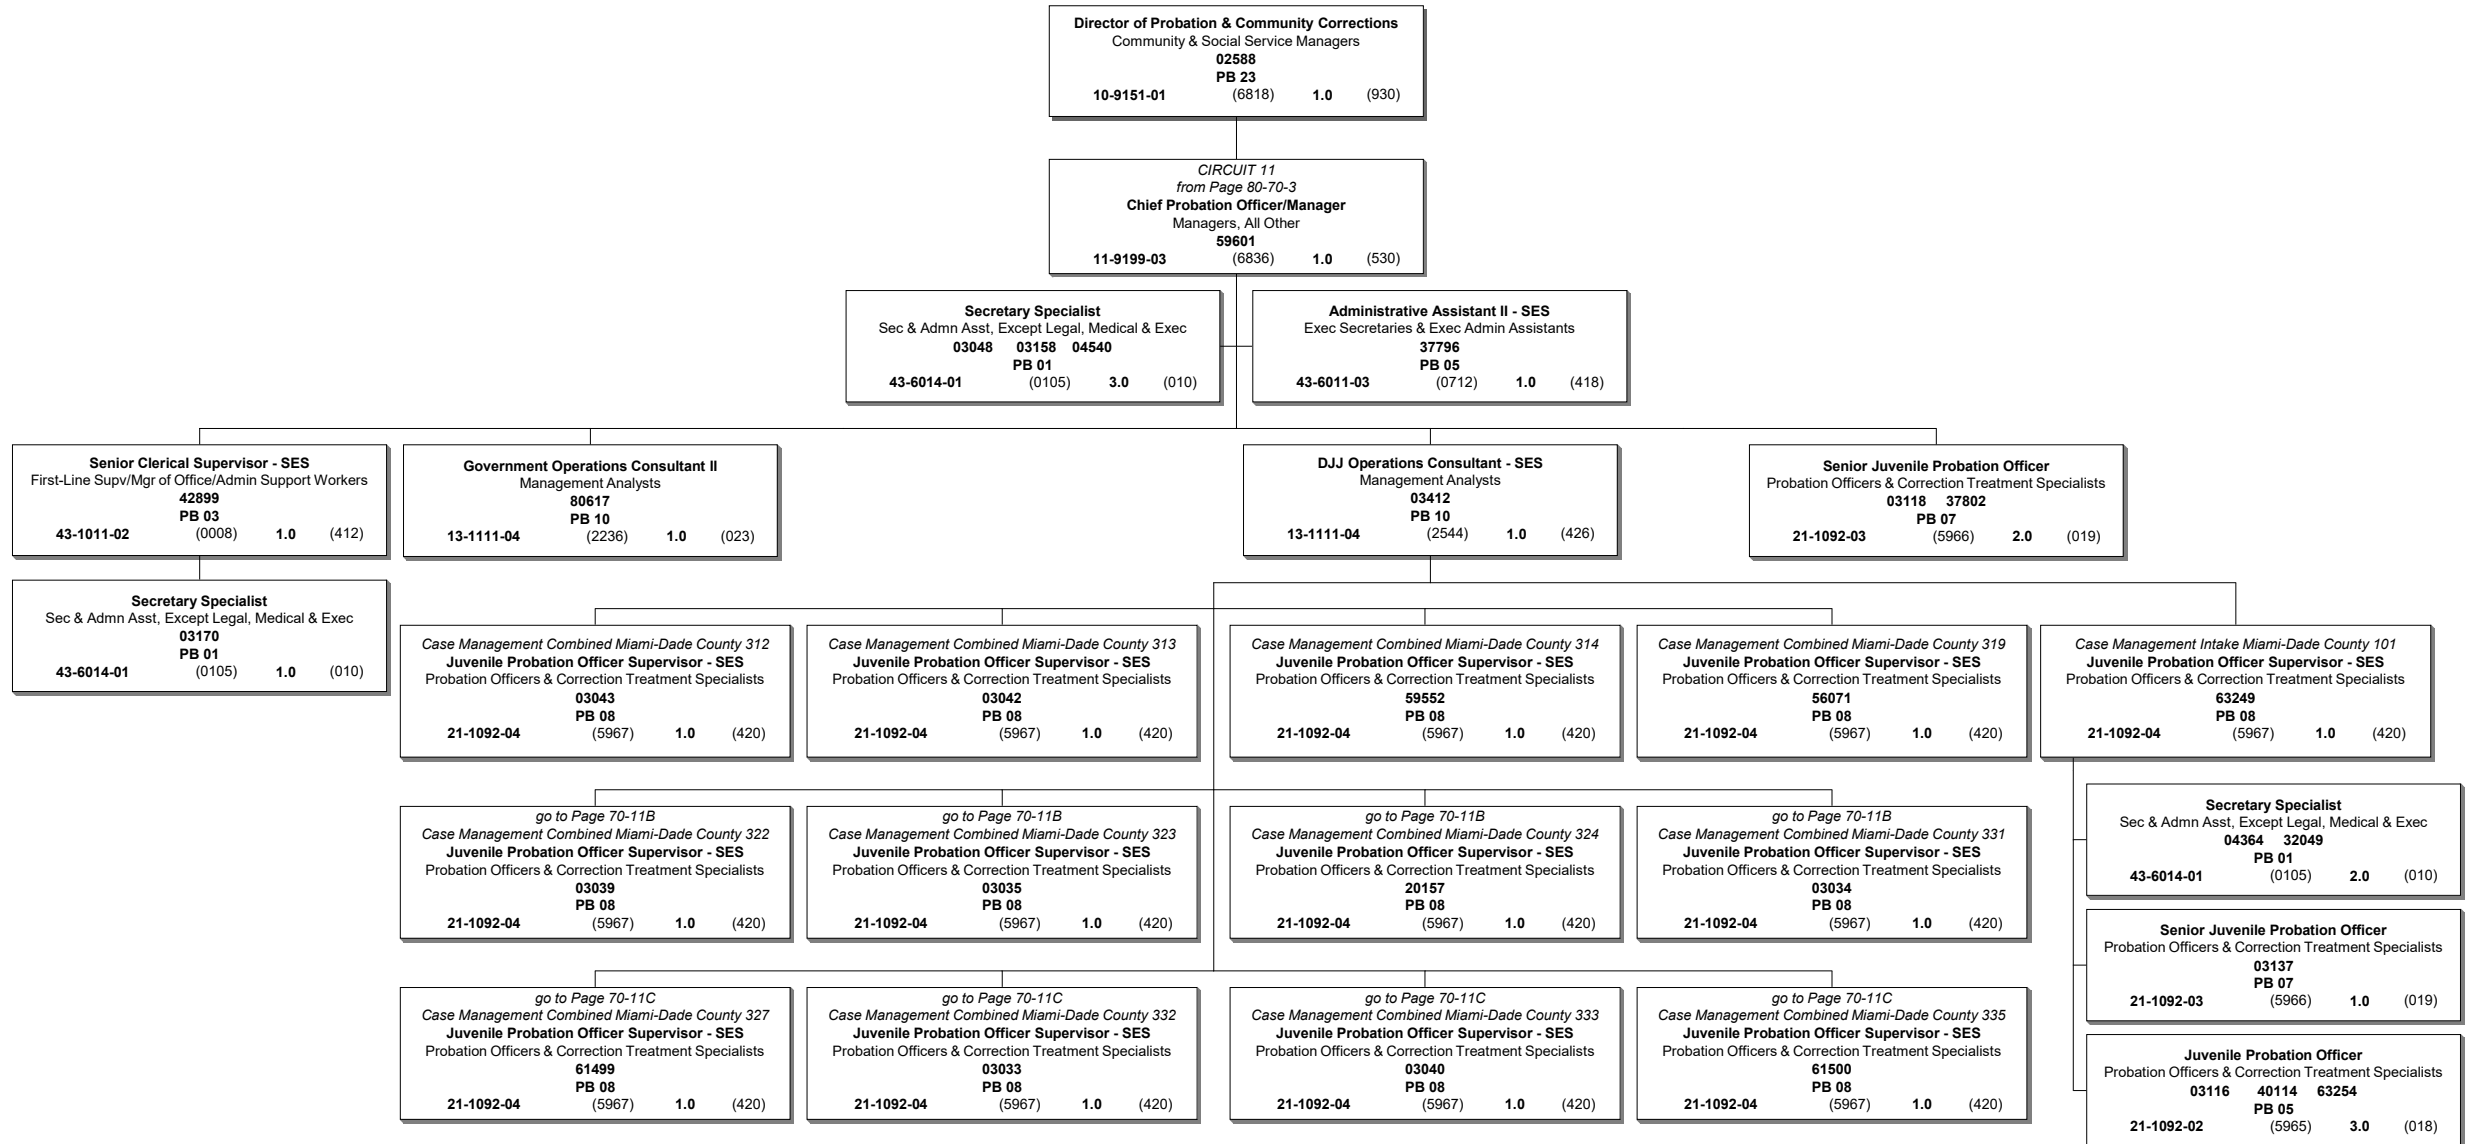 Director of Probation & Community Corrections
Community & Social Service Managers
02588
PB 23
10-9151-01 (6818) 1.0 (930)
CIRCUIT 11
from Page 80-70-3
Chief Probation Officer/Manager
Managers, All Other
59601
11-9199-03 (6836) 1.0 (530)
Secretary Specialist
Sec & Admn Asst, Except Legal, Medical & Exec
03048 03158 04540
PB 01
43-6014-01 (0105) 3.0 (010)
Administrative Assistant II - SES
Exec Secretaries & Exec Admin Assistants
37796
PB 05
43-6011-03 (0712) 1.0 (418)
Senior Clerical Supervisor - SES
First-Line Supv/Mgr of Office/Admin Support Workers
42899
PB 03
43-1011-02 (0008) 1.0 (412)
Government Operations Consultant II
Management Analysts
80617
PB 10
13-1111-04 (2236) 1.0 (023)
DJJ Operations Consultant - SES
Management Analysts
03412
PB 10
13-1111-04 (2544) 1.0 (426)
Senior Juvenile Probation Officer
Probation Officers & Correction Treatment Specialists
03118 37802
PB 07
21-1092-03 (5966) 2.0 (019)
Secretary Specialist
Sec & Admn Asst, Except Legal, Medical & Exec
03170
PB 01
43-6014-01 (0105) 1.0 (010)
Case Management Combined Miami-Dade County 312
Juvenile Probation Officer Supervisor - SES
Probation Officers & Correction Treatment Specialists
03043
PB 08
21-1092-04 (5967) 1.0 (420)
Case Management Combined Miami-Dade County 313
Juvenile Probation Officer Supervisor - SES
Probation Officers & Correction Treatment Specialists
03042
PB 08
21-1092-04 (5967) 1.0 (420)
Case Management Combined Miami-Dade County 314
Juvenile Probation Officer Supervisor - SES
Probation Officers & Correction Treatment Specialists
59552
PB 08
21-1092-04 (5967) 1.0 (420)
Case Management Combined Miami-Dade County 319
Juvenile Probation Officer Supervisor - SES
Probation Officers & Correction Treatment Specialists
56071
PB 08
21-1092-04 (5967) 1.0 (420)
Case Management Intake Miami-Dade County 101
Juvenile Probation Officer Supervisor - SES
Probation Officers & Correction Treatment Specialists
63249
PB 08
21-1092-04 (5967) 1.0 (420)
go to Page 70-11B
Case Management Combined Miami-Dade County 322
Juvenile Probation Officer Supervisor - SES
Probation Officers & Correction Treatment Specialists
03039
PB 08
21-1092-04 (5967) 1.0 (420)
go to Page 70-11B
Case Management Combined Miami-Dade County 323
Juvenile Probation Officer Supervisor - SES
Probation Officers & Correction Treatment Specialists
03035
PB 08
21-1092-04 (5967) 1.0 (420)
go to Page 70-11B
Case Management Combined Miami-Dade County 324
Juvenile Probation Officer Supervisor - SES
Probation Officers & Correction Treatment Specialists
20157
PB 08
21-1092-04 (5967) 1.0 (420)
go to Page 70-11B
Case Management Combined Miami-Dade County 331
Juvenile Probation Officer Supervisor - SES
Probation Officers & Correction Treatment Specialists
03034
PB 08
21-1092-04 (5967) 1.0 (420)
Secretary Specialist
Sec & Admn Asst, Except Legal, Medical & Exec
04364 32049
PB 01
43-6014-01 (0105) 2.0 (010)
Senior Juvenile Probation Officer
Probation Officers & Correction Treatment Specialists
03137
PB 07
21-1092-03 (5966) 1.0 (019)
go to Page 70-11C
Case Management Combined Miami-Dade County 327
Juvenile Probation Officer Supervisor - SES
Probation Officers & Correction Treatment Specialists
61499
PB 08
21-1092-04 (5967) 1.0 (420)
go to Page 70-11C
Case Management Combined Miami-Dade County 332
Juvenile Probation Officer Supervisor - SES
Probation Officers & Correction Treatment Specialists
03033
PB 08
21-1092-04 (5967) 1.0 (420)
go to Page 70-11C
Case Management Combined Miami-Dade County 333
Juvenile Probation Officer Supervisor - SES
Probation Officers & Correction Treatment Specialists
03040
PB 08
21-1092-04 (5967) 1.0 (420)
go to Page 70-11C
Case Management Combined Miami-Dade County 335
Juvenile Probation Officer Supervisor - SES
Probation Officers & Correction Treatment Specialists
61500
PB 08
21-1092-04 (5967) 1.0 (420)
Juvenile Probation Officer
Probation Officers & Correction Treatment Specialists
03116 40114 63254
PB 05
21-1092-02 (5965) 3.0 (018)